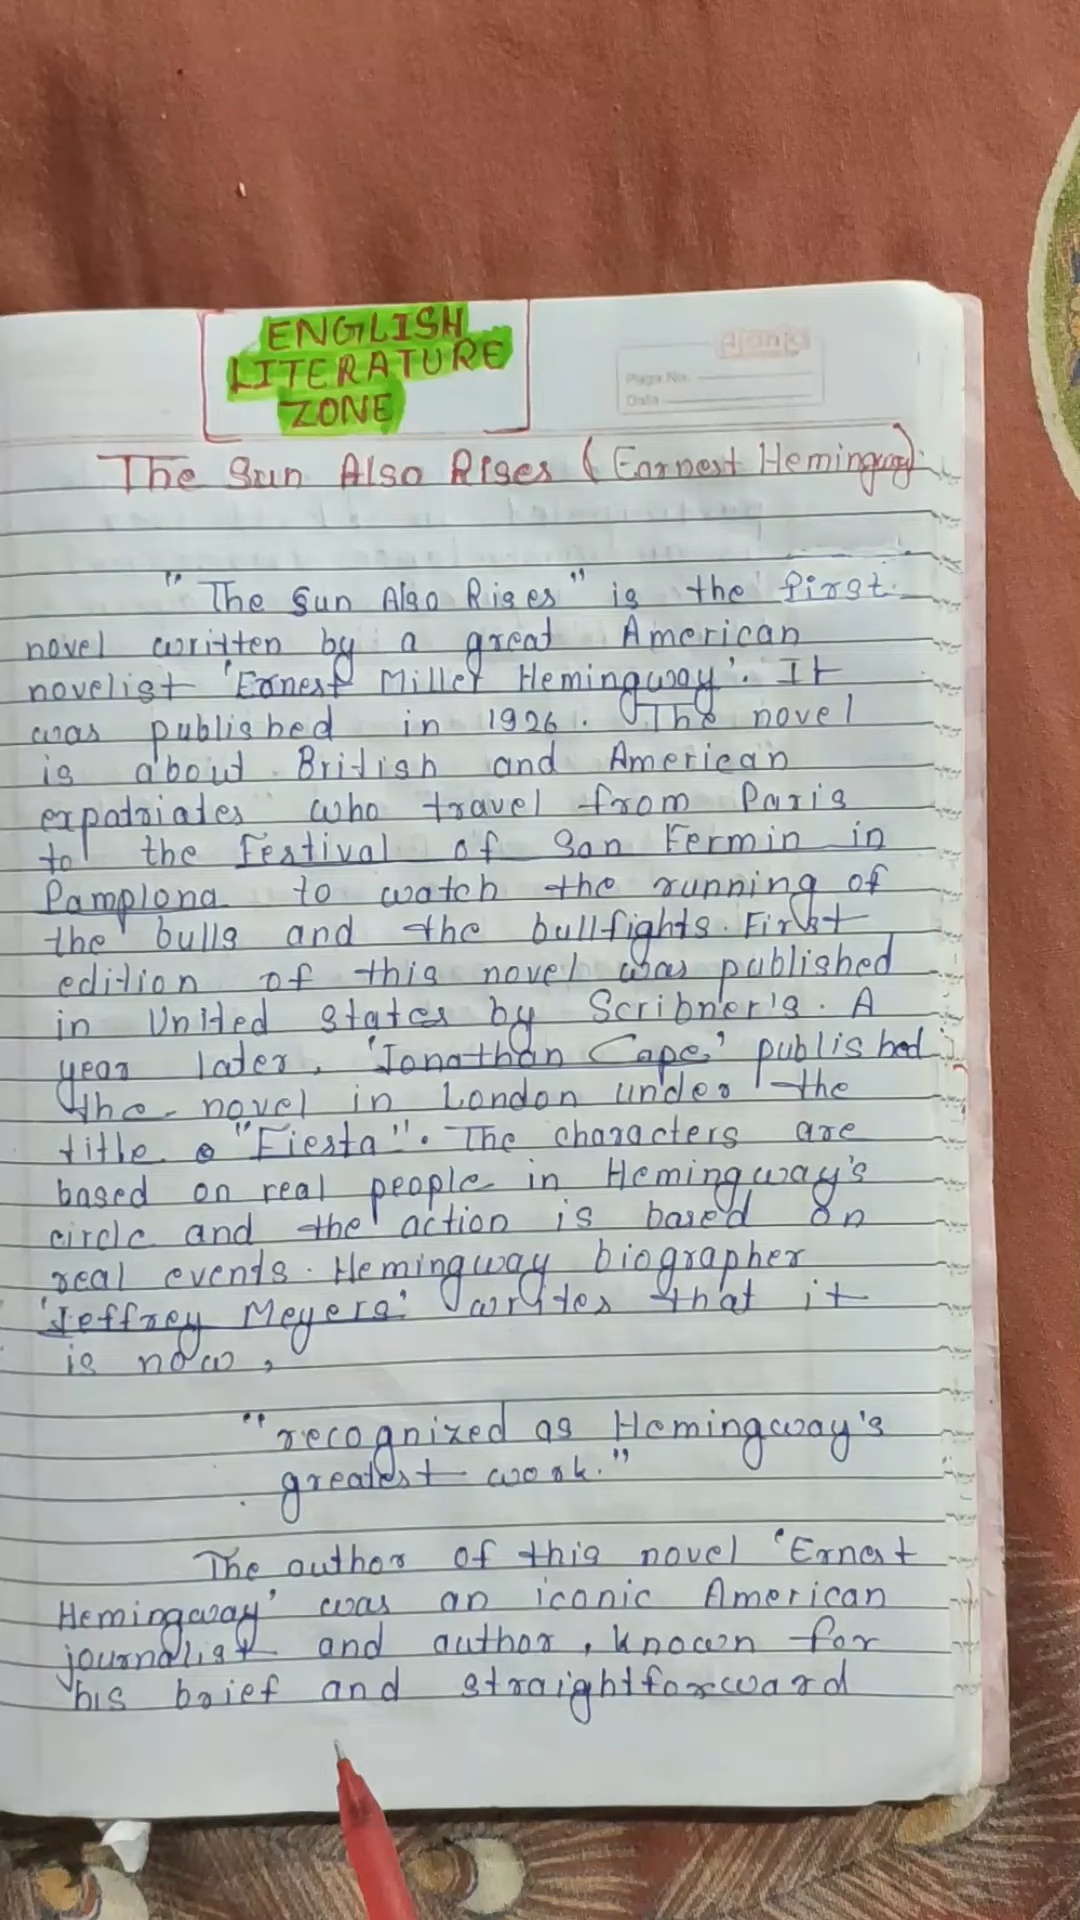 ENGLISH
LITERATURE
ZONE
Ajanta
Page No.
Date
The Sun Also Rises (Earnest Hemingway)
"The Sun Also Rises" is the first
novel written by a great American
novelist 'Ernest Miller Hemingway'. It
was published in 1926. The novel
is about British and American
expatriates who travel from Paris
to the Festival of San Fermin in
Pamplona to watch the running of
the bulls and the bullfights. First
edition of this novel was published
in United States by Scribner's. A
year later, 'Jonathan Cape' published
the novel in London under the
title "Fiesta". The characters are
based on real people in Hemingway's
circle and the action is based on
real events. Hemingway biographer
'Jeffrey Meyers' writes that it
is now,
"recognized as Hemingway's
greatest work."
The author of this novel 'Ernest
Hemingway' was an iconic American
journalist and author, known for
his brief and straightforward